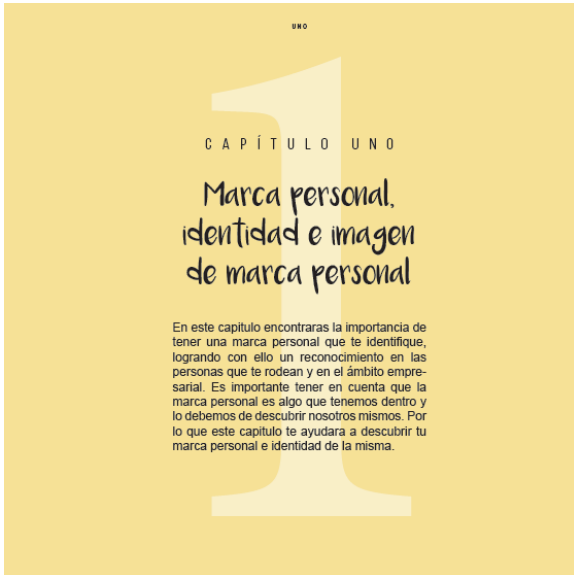 UNO
1
CAPÍTULO UNO
Marca personal,
identidad e imagen
de marca personal
En este capitulo encontraras la importancia de
tener una marca personal que te identifique,
logrando con ello un reconocimiento en las
personas que te rodean y en el ámbito empre-
sarial. Es importante tener en cuenta que la
marca personal es algo que tenemos dentro y
lo debemos de descubrir nosotros mismos. Por
lo que este capitulo te ayudara a descubrir tu
marca personal e identidad de la misma.